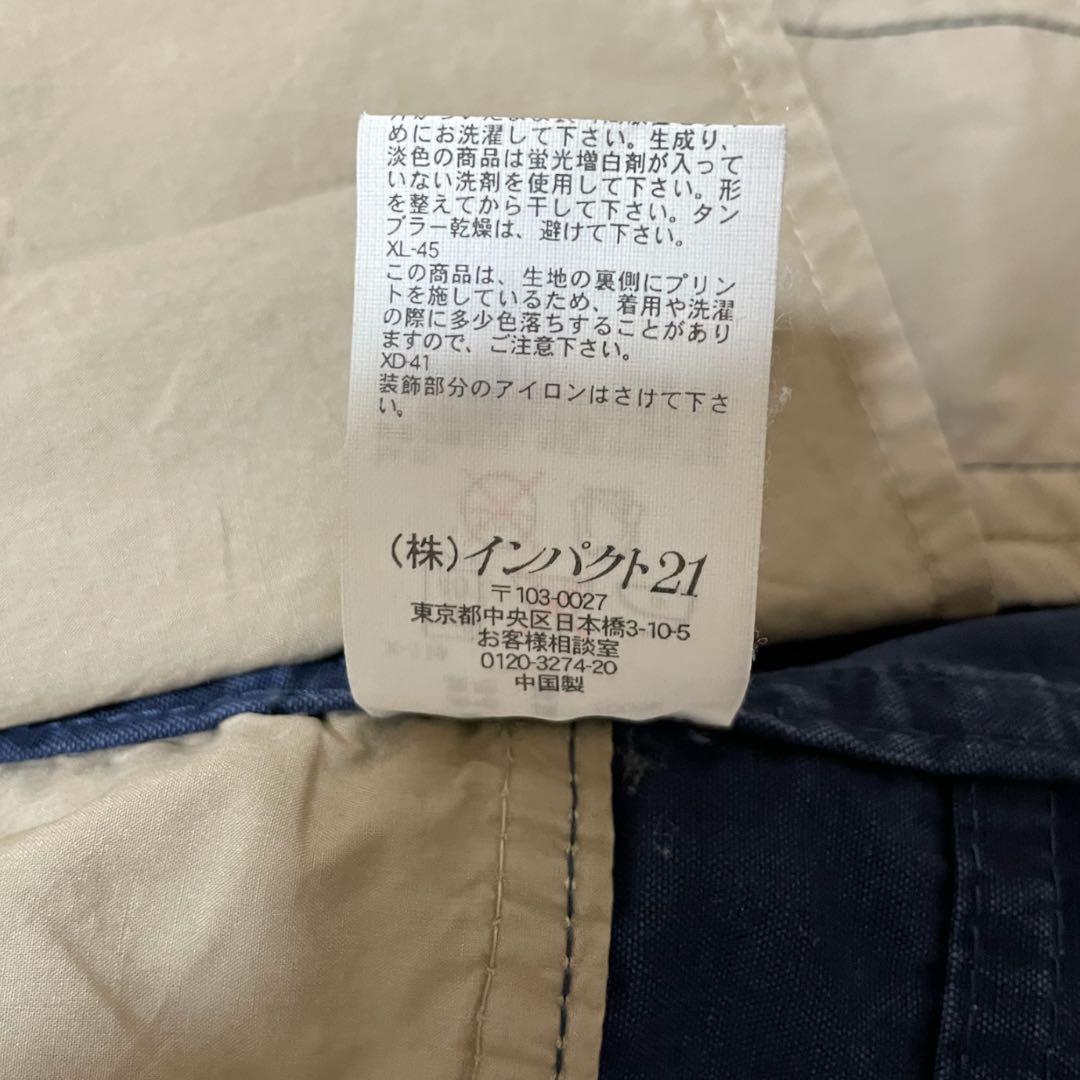 めにお洗濯して下さい。生成り、
淡色の商品は蛍光増白剤が入って
いない洗剤を使用して下さい。形
を整えてから干して下さい。タン
ブラー乾燥は、避けて下さい。
XL-45
この商品は、生地の裏側にプリン
トを施しているため、着用や洗濯
の際に多少色落ちすることがあり
ますので、ご注意下さい。
XD-41
装飾部分のアイロンはさけて下さ
い。
(株)インパクト21
〒103-0027
東京都中央区日本橋3-10-5
お客様相談室
0120-3274-20
中国製